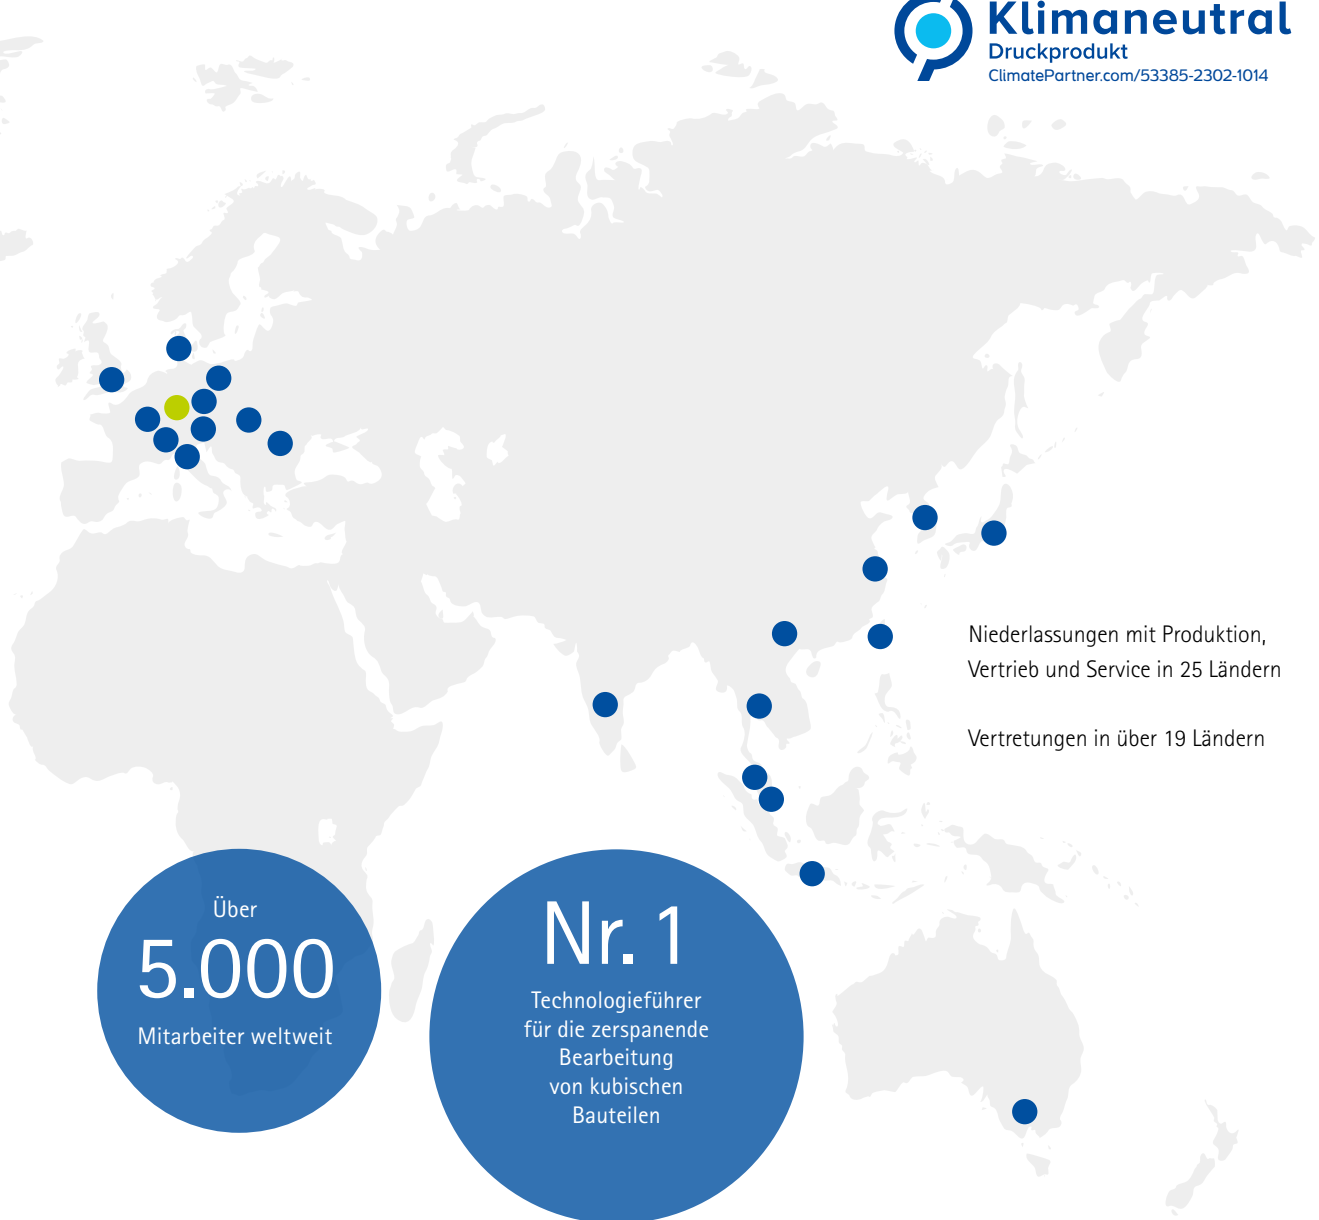 Klimaneutral
Druckprodukt
ClimatePartner.com/53385-2302-1014
Niederlassungen mit Produktion,
Vertrieb und Service in 25 Ländern
Vertretungen in über 19 Ländern
Über
5.000
Mitarbeiter weltweit
Nr. 1
Technologieführer
für die zerspanende
Bearbeitung
von kubischen
Bauteilen